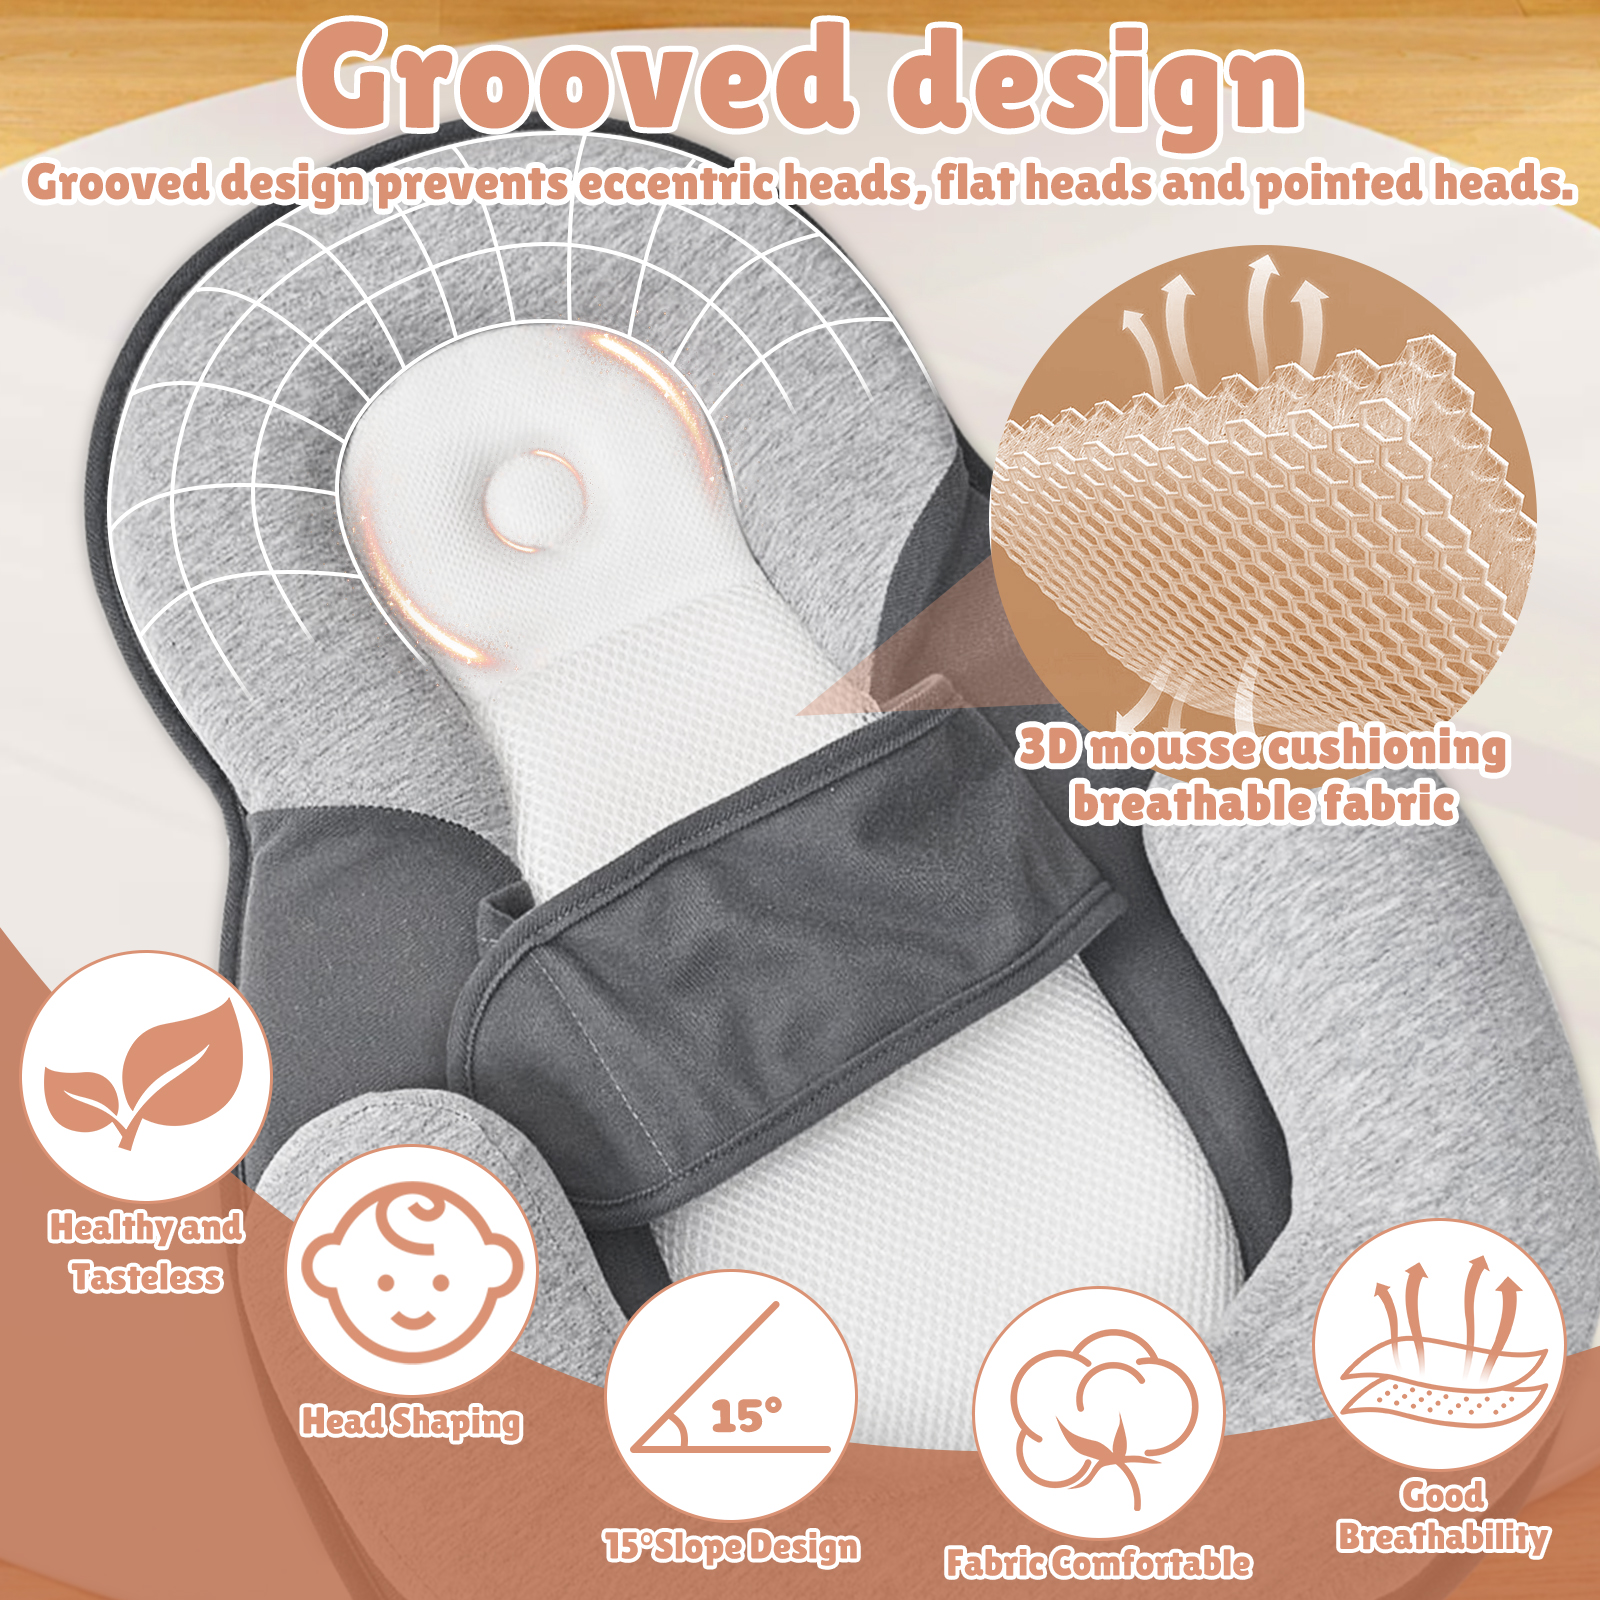 Grooved design
Grooved design prevents eccentric heads, flat heads and pointed heads.
3D mousse cushioning
breathable fabric
Healthy and
Tasteless
Head Shaping
15°
15°Slope Design
Fabric Comfortable
Good
Breathability